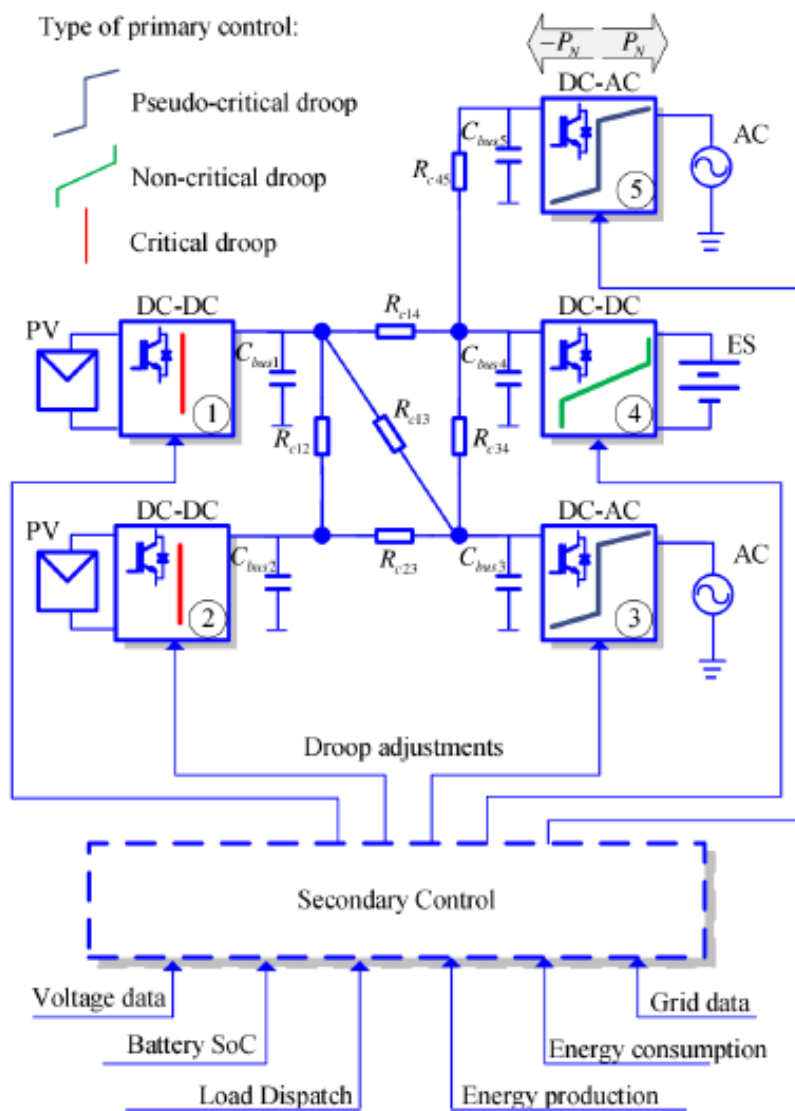 Type of primary control:
Pseudo-critical droop
Non-critical droop
Critical droop
−P_N P_N
DC-AC
C_bus5
AC
R_c45
5
DC-DC
PV
C_bus1
1
R_c14
DC-DC
ES
C_bus4
4
R_c12
R_c13
R_c34
DC-DC
PV
C_bus2
2
R_c23
DC-AC
AC
C_bus3
3
Droop adjustments
Secondary Control
Voltage data
Grid data
Battery SoC
Energy consumption
Load Dispatch
Energy production